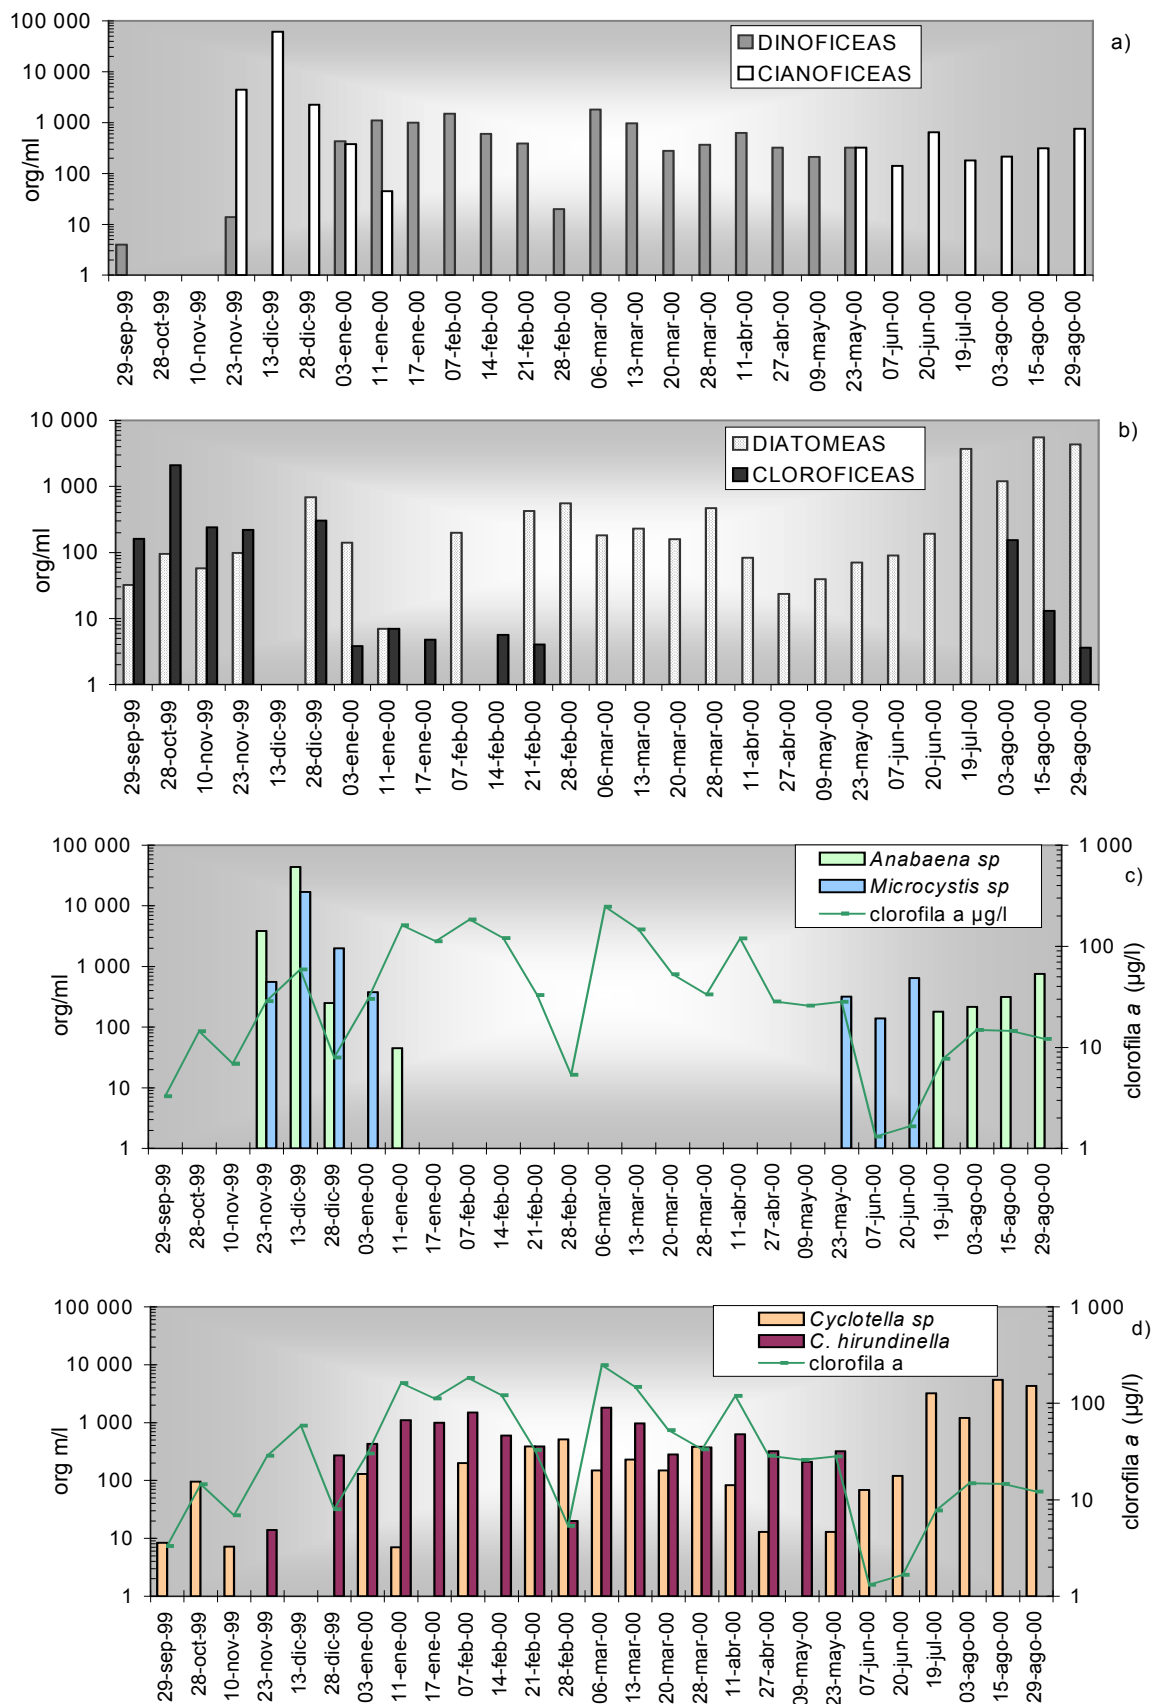 a)
100 000
10 000
1 000
100
10
1
org/ml
DINOFICEAS
CIANOFICEAS
29-sep-99
28-oct-99
10-nov-99
23-nov-99
13-dic-99
28-dic-99
03-ene-00
11-ene-00
17-ene-00
07-feb-00
14-feb-00
21-feb-00
28-feb-00
06-mar-00
13-mar-00
20-mar-00
28-mar-00
11-abr-00
27-abr-00
09-may-00
23-may-00
07-jun-00
20-jun-00
19-jul-00
03-ago-00
15-ago-00
29-ago-00
b)
10 000
1 000
100
10
1
org/ml
DIATOMEAS
CLOROFICEAS
29-sep-99
28-oct-99
10-nov-99
23-nov-99
13-dic-99
28-dic-99
03-ene-00
11-ene-00
17-ene-00
07-feb-00
14-feb-00
21-feb-00
28-feb-00
06-mar-00
13-mar-00
20-mar-00
28-mar-00
11-abr-00
27-abr-00
09-may-00
23-may-00
07-jun-00
20-jun-00
19-jul-00
03-ago-00
15-ago-00
29-ago-00
c)
100 000
10 000
1 000
100
10
1
org/ml
Anabaena sp
Microcystis sp
clorofila a µg/l
1 000
100
10
1
clorofila a (µg/l)
29-sep-99
28-oct-99
10-nov-99
23-nov-99
13-dic-99
28-dic-99
03-ene-00
11-ene-00
17-ene-00
07-feb-00
14-feb-00
21-feb-00
28-feb-00
06-mar-00
13-mar-00
20-mar-00
28-mar-00
11-abr-00
27-abr-00
09-may-00
23-may-00
07-jun-00
20-jun-00
19-jul-00
03-ago-00
15-ago-00
29-ago-00
d)
100 000
10 000
1 000
100
10
1
org m/l
Cyclotella sp
C. hirundinella
clorofila a
1 000
100
10
1
clorofila a (µg/l)
29-sep-99
28-oct-99
10-nov-99
23-nov-99
13-dic-99
28-dic-99
03-ene-00
11-ene-00
17-ene-00
07-feb-00
14-feb-00
21-feb-00
28-feb-00
06-mar-00
13-mar-00
20-mar-00
28-mar-00
11-abr-00
27-abr-00
09-may-00
23-may-00
07-jun-00
20-jun-00
19-jul-00
03-ago-00
15-ago-00
29-ago-00